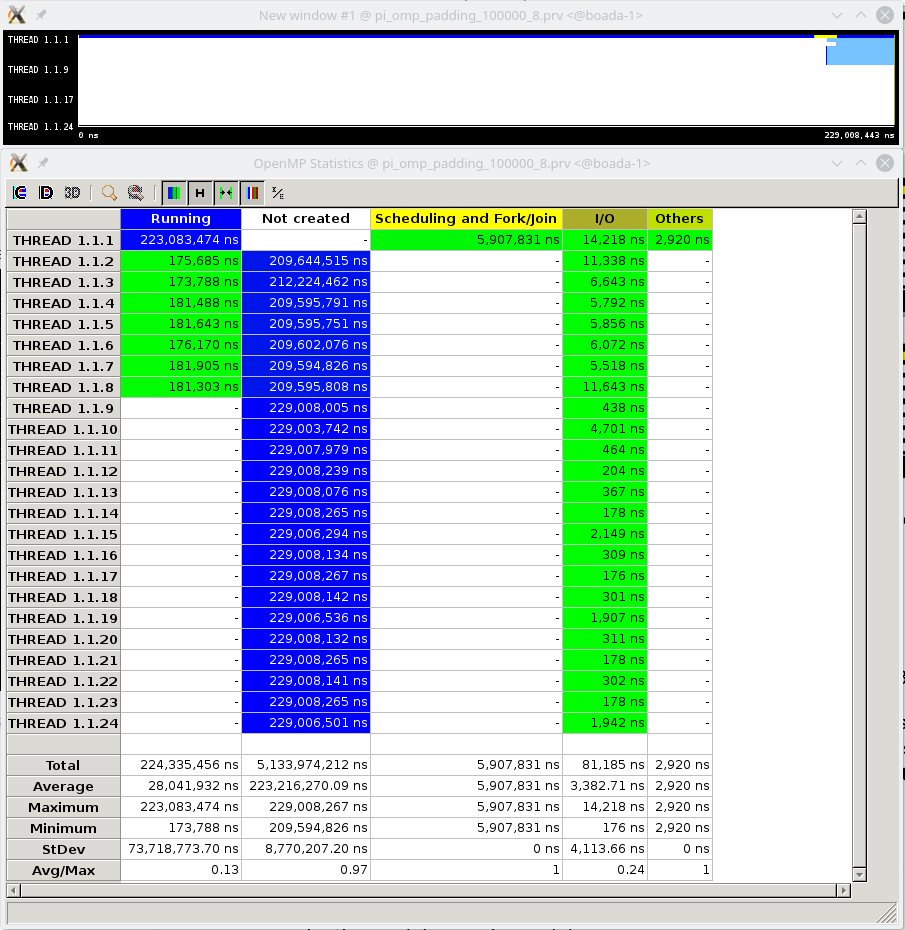 New window #1 @ pi_omp_padding_100000_8.prv <@boada-1>
THREAD 1.1.1
THREAD 1.1.9
THREAD 1.1.17
THREAD 1.1.24
0 ns 229,008,443 ns
OpenMP Statistics @ pi_omp_padding_100000_8.prv <@boada-1>
3D H
Running Not created Scheduling and Fork/Join I/O Others
THREAD 1.1.1 223,083,474 ns - 5,907,831 ns 14,218 ns 2,920 ns
THREAD 1.1.2 175,685 ns 209,644,515 ns - 11,338 ns -
THREAD 1.1.3 173,788 ns 212,224,462 ns - 6,643 ns -
THREAD 1.1.4 181,488 ns 209,595,791 ns - 5,792 ns -
THREAD 1.1.5 181,643 ns 209,595,751 ns - 5,856 ns -
THREAD 1.1.6 176,170 ns 209,602,076 ns - 6,072 ns -
THREAD 1.1.7 181,905 ns 209,594,826 ns - 5,518 ns -
THREAD 1.1.8 181,303 ns 209,595,808 ns - 11,643 ns -
THREAD 1.1.9 - 229,008,005 ns - 438 ns -
THREAD 1.1.10 - 229,003,742 ns - 4,701 ns -
THREAD 1.1.11 - 229,007,979 ns - 464 ns -
THREAD 1.1.12 - 229,008,239 ns - 204 ns -
THREAD 1.1.13 - 229,008,076 ns - 367 ns -
THREAD 1.1.14 - 229,008,265 ns - 178 ns -
THREAD 1.1.15 - 229,006,294 ns - 2,149 ns -
THREAD 1.1.16 - 229,008,134 ns - 309 ns -
THREAD 1.1.17 - 229,008,267 ns - 176 ns -
THREAD 1.1.18 - 229,008,142 ns - 301 ns -
THREAD 1.1.19 - 229,006,536 ns - 1,907 ns -
THREAD 1.1.20 - 229,008,132 ns - 311 ns -
THREAD 1.1.21 - 229,008,265 ns - 178 ns -
THREAD 1.1.22 - 229,008,141 ns - 302 ns -
THREAD 1.1.23 - 229,008,265 ns - 178 ns -
THREAD 1.1.24 - 229,006,501 ns - 1,942 ns -
Total 224,335,456 ns 5,133,974,212 ns 5,907,831 ns 81,185 ns 2,920 ns
Average 28,041,932 ns 223,216,270.09 ns 5,907,831 ns 3,382.71 ns 2,920 ns
Maximum 223,083,474 ns 229,008,267 ns 5,907,831 ns 14,218 ns 2,920 ns
Minimum 173,788 ns 209,594,826 ns 5,907,831 ns 176 ns 2,920 ns
StDev 73,718,773.70 ns 8,770,207.20 ns 0 ns 4,113.66 ns 0 ns
Avg/Max 0.13 0.97 1 0.24 1